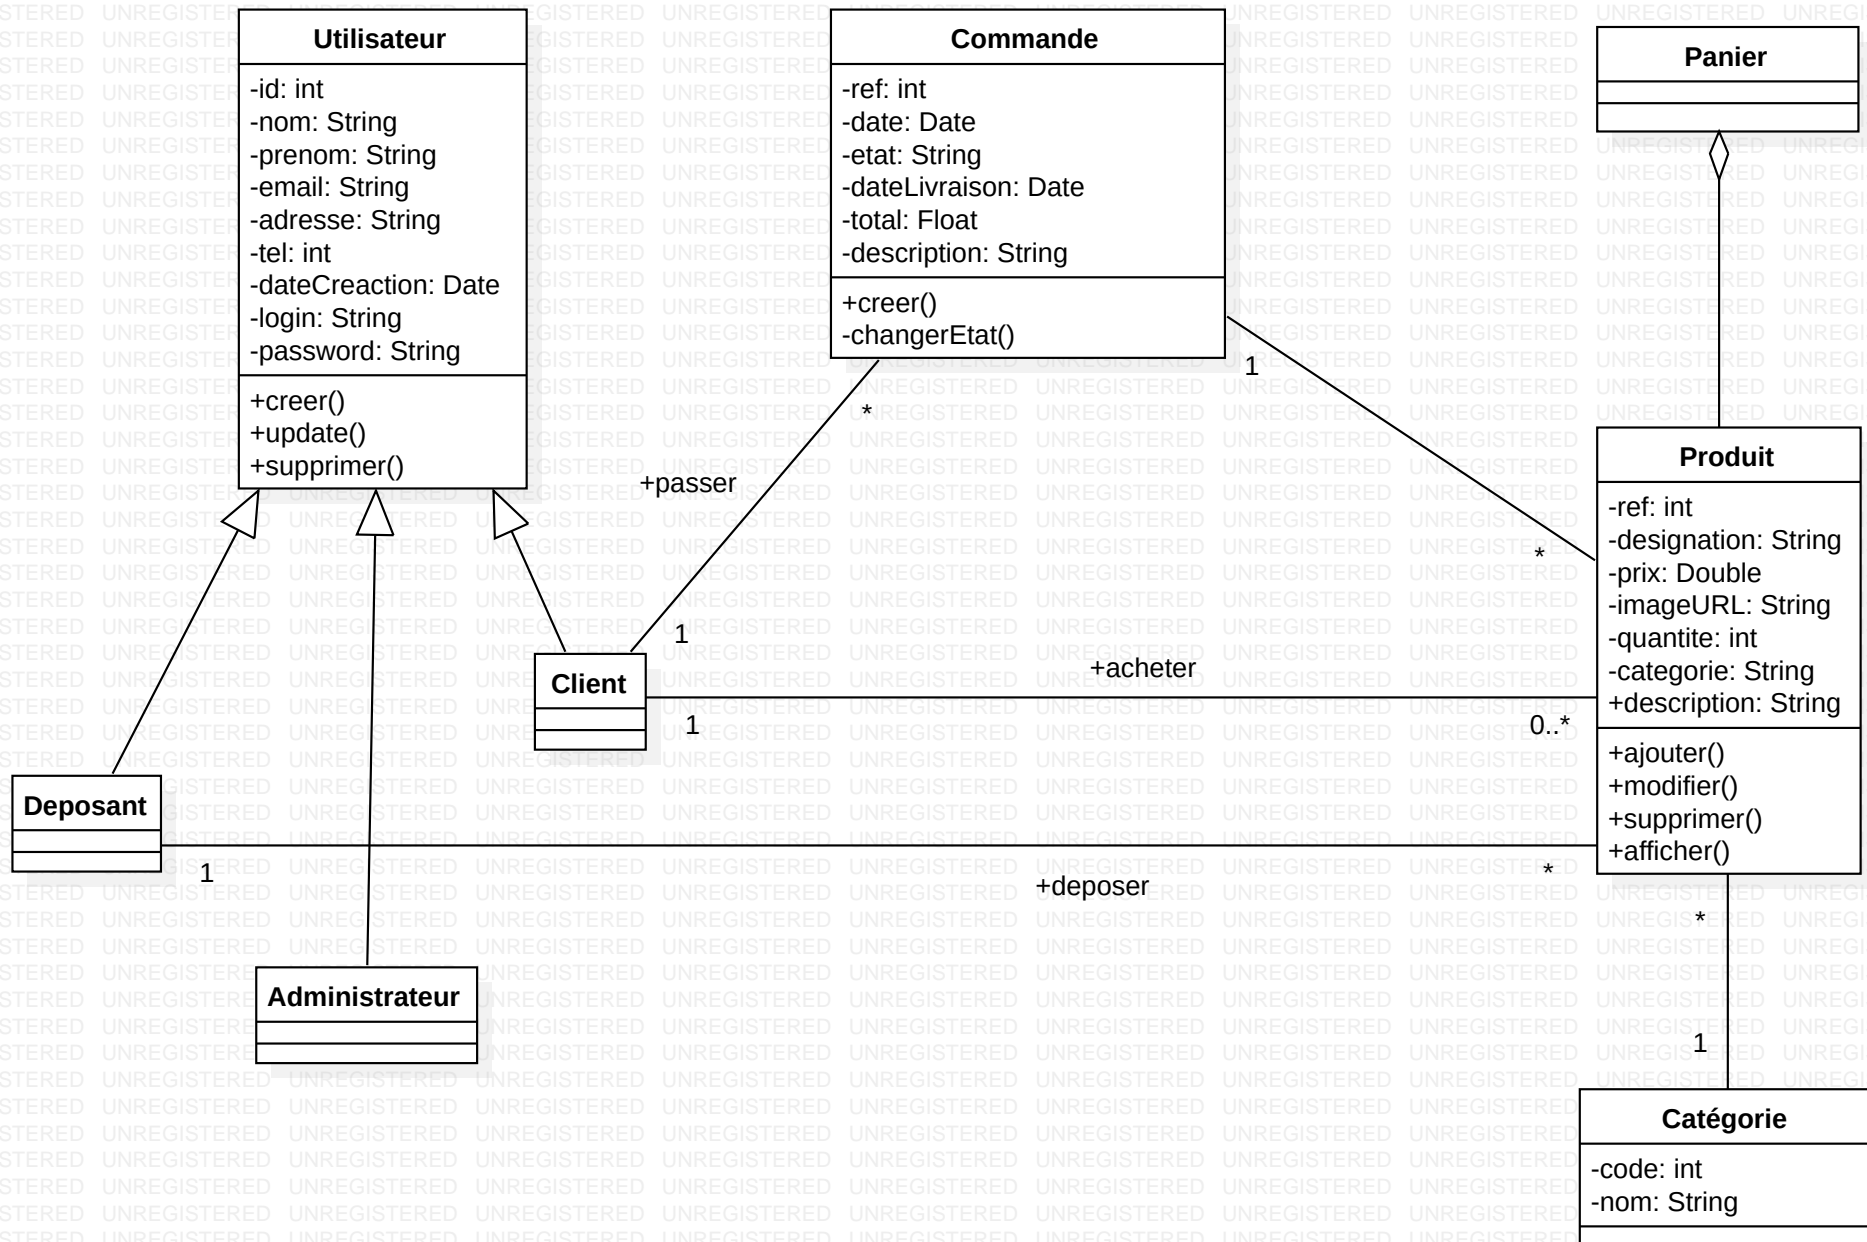 Utilisateur
-id: int
-nom: String
-prenom: String
-email: String
-adresse: String
-tel: int
-dateCreaction: Date
-login: String
-password: String
+creer()
+update()
+supprimer()
Commande
-ref: int
-date: Date
-etat: String
-dateLivraison: Date
-total: Float
-description: String
+creer()
-changerEtat()
Panier
1
*
+passer
1
*
Produit
-ref: int
-designation: String
-prix: Double
-imageURL: String
-quantite: int
-categorie: String
+description: String
+ajouter()
+modifier()
+supprimer()
+afficher()
Client
+acheter
1
0..*
Deposant
1
+deposer
*
Administrateur
*
1
Catégorie
-code: int
-nom: String
UNREGISTERED